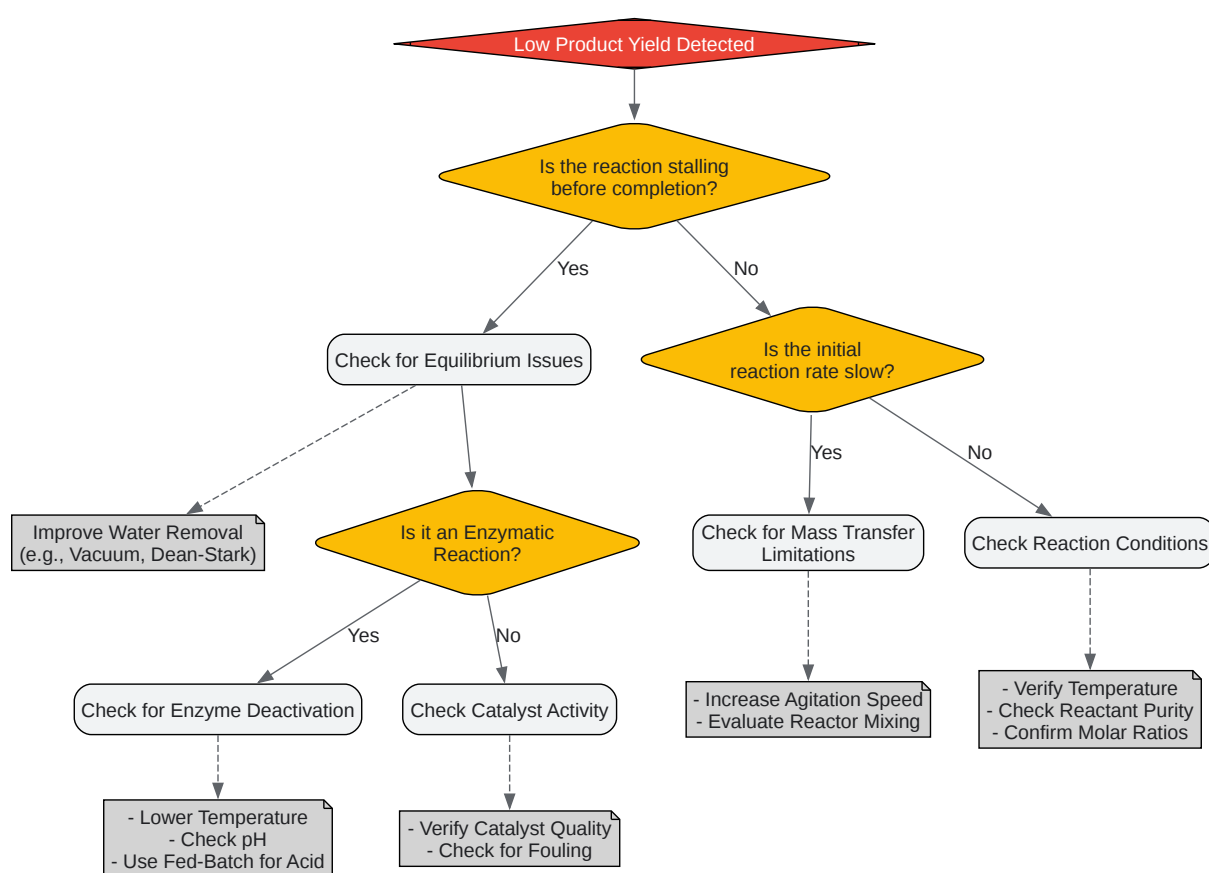 Low Product Yield Detected
Is the reaction stalling
before completion?
Yes
No
Check for Equilibrium Issues
Is the initial
reaction rate slow?
Yes
No
Improve Water Removal
(e.g., Vacuum, Dean-Stark)
Is it an Enzymatic
Reaction?
Check for Mass Transfer
Limitations
Check Reaction Conditions
Yes
No
Check for Enzyme Deactivation
Check Catalyst Activity
- Increase Agitation Speed
- Evaluate Reactor Mixing
- Verify Temperature
- Check Reactant Purity
- Confirm Molar Ratios
- Lower Temperature
- Check pH
- Use Fed-Batch for Acid
- Verify Catalyst Quality
- Check for Fouling